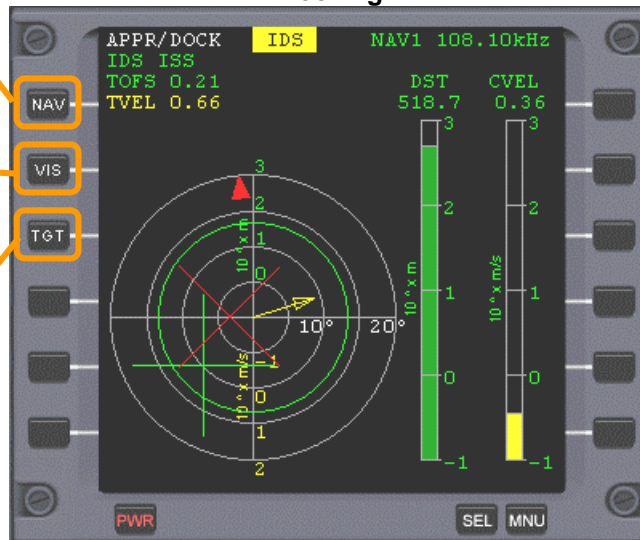 APPR/DOCK IDS NAV1 108.10kHz
IDS ISS
TOFS 0.21 DST CVEL
NAV TVEL 0.66 518.7 0.36
3 3
VIS
3
2 2 2
TGT
1
10^x m 0
10^x m 1 10^x m/s 1
10° 20°
10^x m/s -1
0 0 0
1
2 -1 -1
PWR SEL MNU